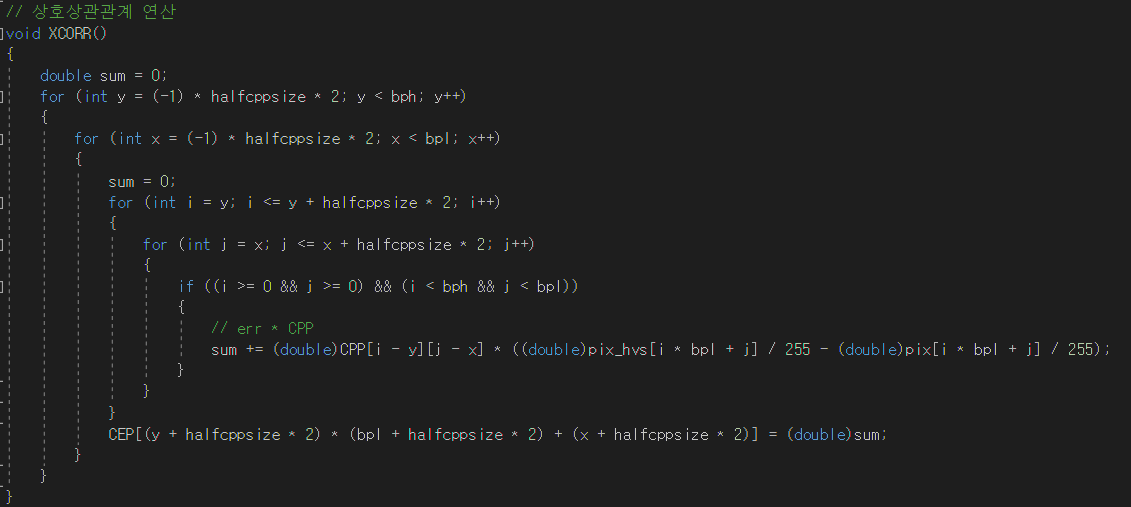 // 상호상관관계 연산
void XCORR()
{
    double sum = 0;
    for (int y = (-1) * halfcppsize * 2; y < bph; y++)
    {
        for (int x = (-1) * halfcppsize * 2; x < bpl; x++)
        {
            sum = 0;
            for (int i = y; i <= y + halfcppsize * 2; i++)
            {
                for (int j = x; j <= x + halfcppsize * 2; j++)
                {
                    if ((i >= 0 && j >= 0) && (i < bph && j < bpl))
                    {
                        // err * CPP
                        sum += (double)CPP[i - y][j - x] * ((double)pix_hvs[i * bpl + j] / 255 - (double)pix[i * bpl + j] / 255);
                    }
                }
            }
            CEP[(y + halfcppsize * 2) * (bpl + halfcppsize * 2) + (x + halfcppsize * 2)] = (double)sum;
        }
    }
}